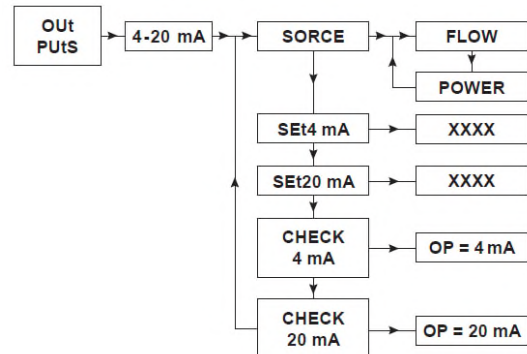 OUt
PUtS
4-20 mA
SORCE
FLOW
POWER
SEt4 mA
XXXX
SEt20 mA
XXXX
CHECK
4 mA
OP = 4 mA
CHECK
20 mA
OP = 20 mA